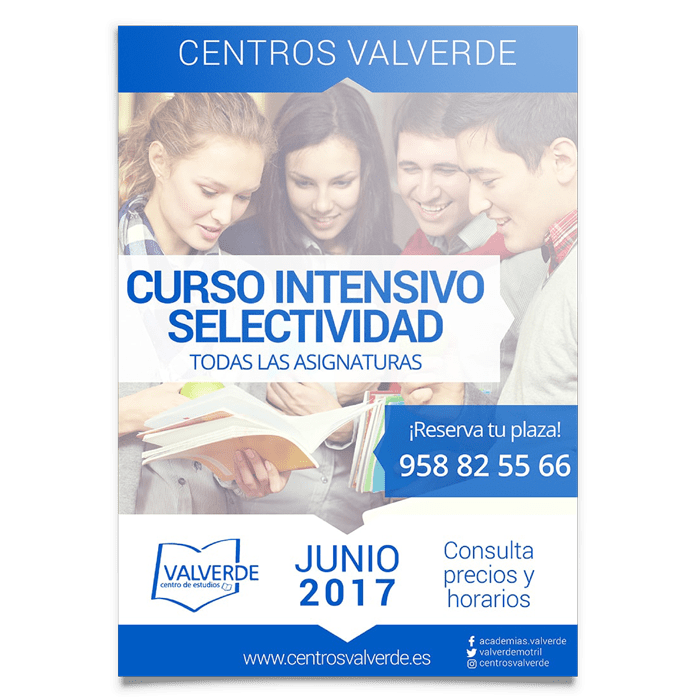 CENTROS VALVERDE
CURSO INTENSIVO
SELECTIVIDAD
TODAS LAS ASIGNATURAS
¡Reserva tu plaza!
958 82 55 66
VALVERDE
centro de estudios
JUNIO
2017
Consulta
precios y
horarios
www.centrosvalverde.es
academias.valverde
valverdemotril
centrosvalverde